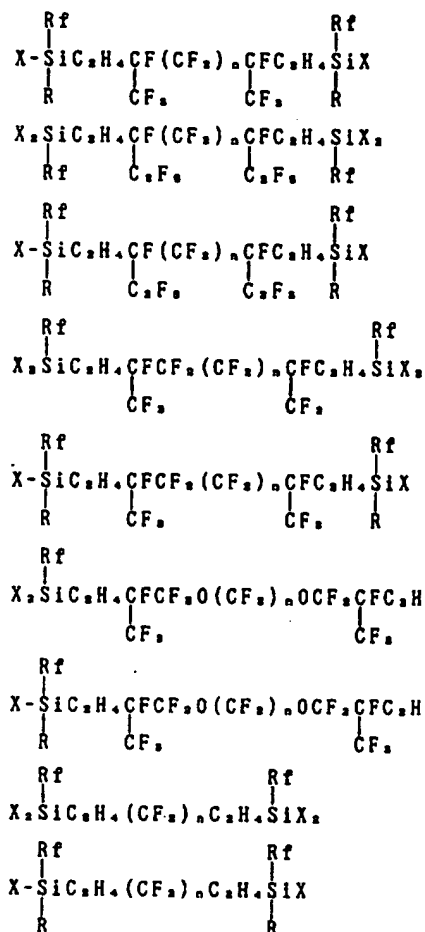 Rf Rf
X-SiC₂H₄CF(CF₂)ₙCFC₂H₄SiX
R CF₃ CF₃ R
X₂SiC₂H₄CF(CF₂)ₙCFC₂H₄SiX₂
Rf C₂F₅ C₂F₅ Rf
Rf Rf
X-SiC₂H₄CF(CF₂)ₙCFC₂H₄SiX
R C₂F₅ C₂F₅ R
Rf Rf
X₂SiC₂H₄CFCF₂(CF₂)ₙCFC₂H₄SiX₂
CF₃ CF₃
Rf Rf
X-SiC₂H₄CFCF₂(CF₂)ₙCFC₂H₄SiX
R CF₃ CF₃ R
Rf
X₂SiC₂H₄CFCF₂O(CF₂)ₙOCF₂CFC₂H
CF₃ CF₃
Rf
X-SiC₂H₄CFCF₂O(CF₂)ₙOCF₂CFC₂H
R CF₃ CF₃
Rf Rf
X₂SiC₂H₄(CF₂)ₙC₂H₄SiX₂
Rf Rf
X-SiC₂H₄(CF₂)ₙC₂H₄SiX
R R